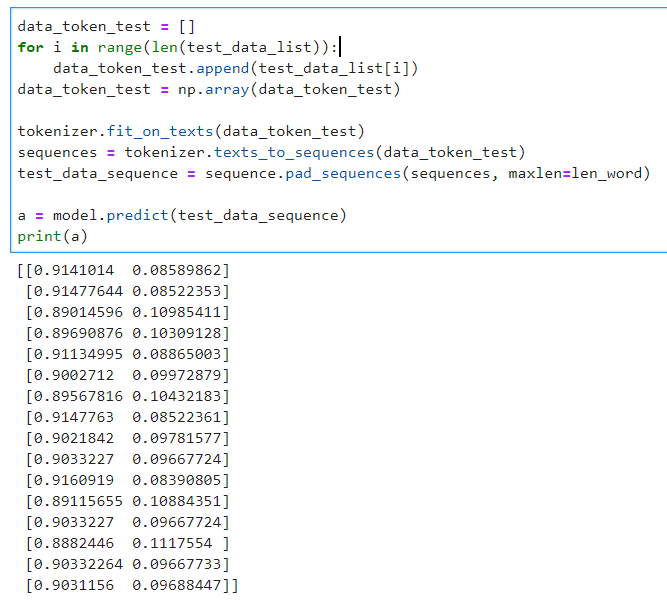 data_token_test = []
for i in range(len(test_data_list)):
    data_token_test.append(test_data_list[i])
data_token_test = np.array(data_token_test)

tokenizer.fit_on_texts(data_token_test)
sequences = tokenizer.texts_to_sequences(data_token_test)
test_data_sequence = sequence.pad_sequences(sequences, maxlen=len_word)

a = model.predict(test_data_sequence)
print(a)
[[0.9141014  0.08589862]
 [0.91477644 0.08522353]
 [0.89014596 0.10985411]
 [0.89690876 0.10309128]
 [0.91134995 0.08865003]
 [0.9002712  0.09972879]
 [0.89567816 0.10432183]
 [0.9147763  0.08522361]
 [0.9021842  0.09781577]
 [0.9033227  0.09667724]
 [0.9160919  0.08390805]
 [0.89115655 0.10884351]
 [0.9033227  0.09667724]
 [0.8882446  0.1117554 ]
 [0.90332264 0.09667733]
 [0.9031156  0.09688447]]